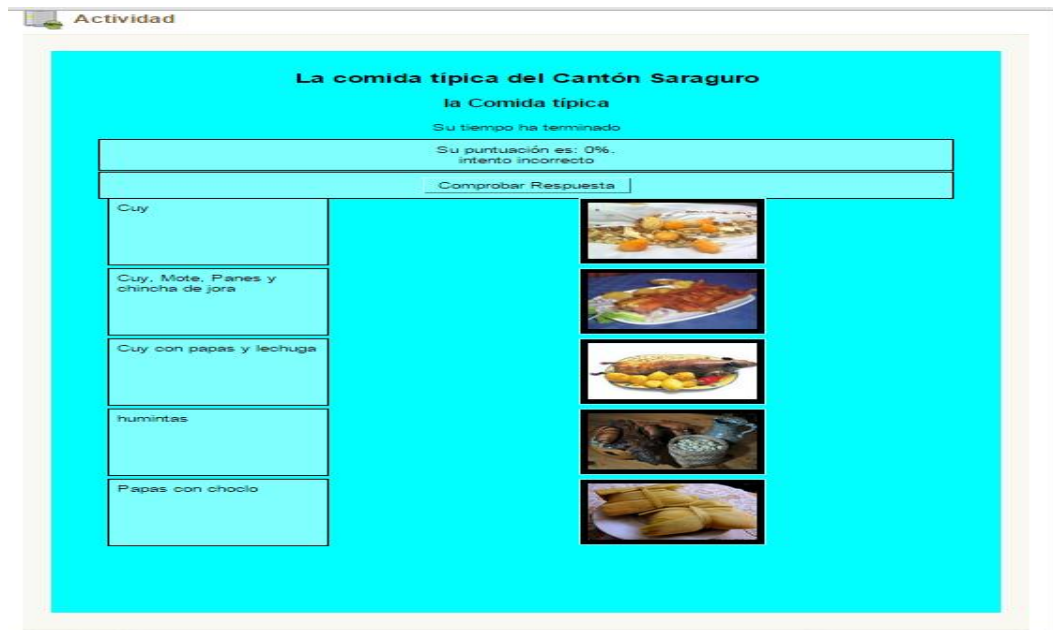 Actividad
La comida típica del Cantón Saraguro
la Comida típica
Su tiempo ha terminado
Su puntuación es: 0%.
intento incorrecto
Comprobar Respuesta
Cuy
Cuy, Mote, Panes y
chincha de jora
Cuy con papas y lechuga
humintas
Papas con choclo